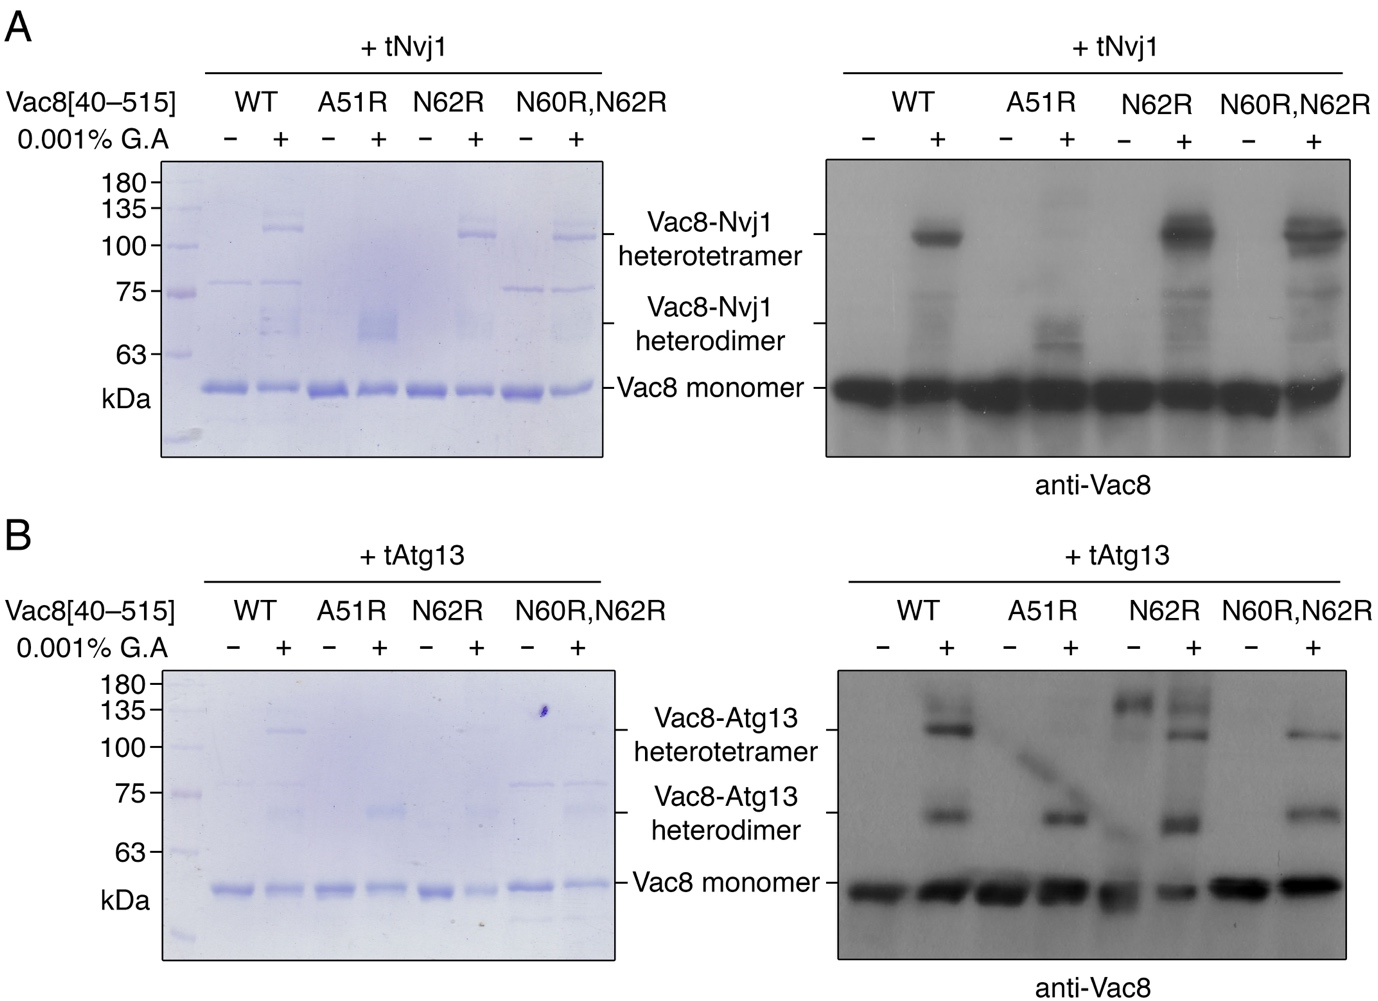 A
+ tNvj1
+ tNvj1
Vac8[40–515] WT A51R N62R N60R,N62R
WT A51R N62R N60R,N62R
0.001% G.A − + − + − + − +
− + − + − + − +
180
135
100
75
63
kDa
Vac8-Nvj1
heterotetramer
Vac8-Nvj1
heterodimer
Vac8 monomer
anti-Vac8
B
+ tAtg13
+ tAtg13
Vac8[40–515] WT A51R N62R N60R,N62R
WT A51R N62R N60R,N62R
0.001% G.A − + − + − + − +
− + − + − + − +
180
135
100
75
63
kDa
Vac8-Atg13
heterotetramer
Vac8-Atg13
heterodimer
Vac8 monomer
anti-Vac8